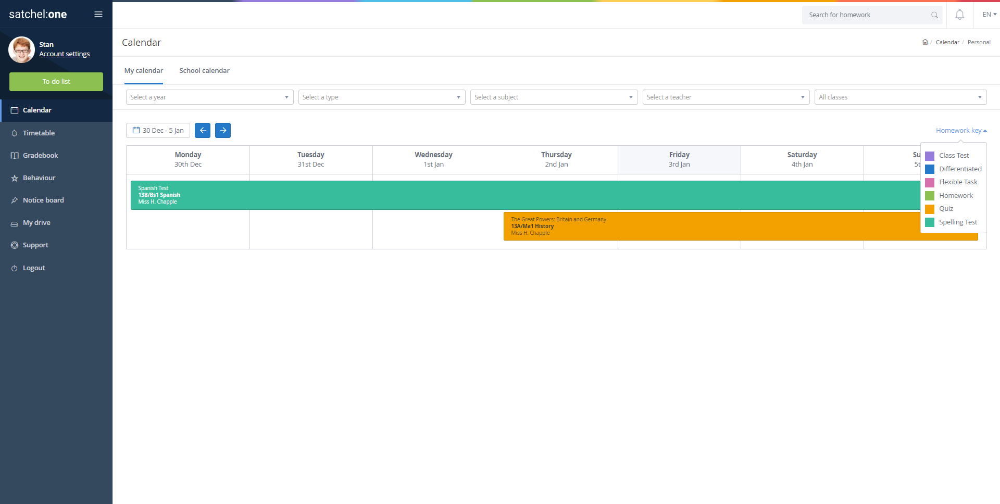 satchel:one
Search for homework
EN
Stan
Account settings
To-do list
Calendar
Timetable
Gradebook
Behaviour
Notice board
My drive
Support
Logout
Calendar
/ Calendar / Personal
My calendar
School calendar
Select a year
Select a type
Select a subject
Select a teacher
All classes
30 Dec - 5 Jan
Homework key
Monday
30th Dec
Tuesday
31st Dec
Wednesday
1st Jan
Thursday
2nd Jan
Friday
3rd Jan
Saturday
4th Jan
Su
5t
Spanish Test
13B/Bs1 Spanish
Miss H. Chapple
The Great Powers: Britain and Germany
13A/Ma1 History
Miss H. Chapple
Class Test
Differentiated
Flexible Task
Homework
Quiz
Spelling Test